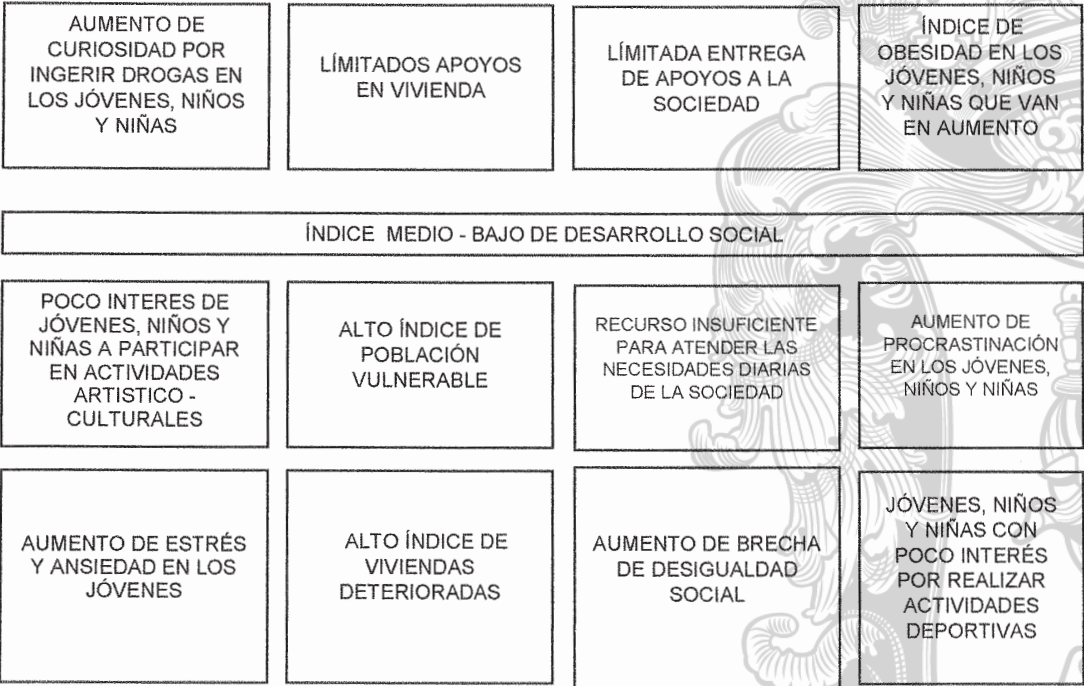 AUMENTO DE
CURIOSIDAD POR
INGERIR DROGAS EN
LOS JÓVENES, NIÑOS
Y NIÑAS
LÍMITADOS APOYOS
EN VIVIENDA
LÍMITADA ENTREGA
DE APOYOS A LA
SOCIEDAD
ÍNDICE DE
OBESIDAD EN LOS
JÓVENES, NIÑOS
Y NIÑAS QUE VAN
EN AUMENTO
ÍNDICE MEDIO - BAJO DE DESARROLLO SOCIAL
POCO INTERES DE
JÓVENES, NIÑOS Y
NIÑAS A PARTICIPAR
EN ACTIVIDADES
ARTISTICO -
CULTURALES
ALTO ÍNDICE DE
POBLACIÓN
VULNERABLE
RECURSO INSUFICIENTE
PARA ATENDER LAS
NECESIDADES DIARIAS
DE LA SOCIEDAD
AUMENTO DE
PROCRASTINACIÓN
EN LOS JÓVENES,
NIÑOS Y NIÑAS
AUMENTO DE ESTRÉS
Y ANSIEDAD EN LOS
JÓVENES
ALTO ÍNDICE DE
VIVIENDAS
DETERIORADAS
AUMENTO DE BRECHA
DE DESIGUALDAD
SOCIAL
JÓVENES, NIÑOS
Y NIÑAS CON
POCO INTERÉS
POR REALIZAR
ACTIVIDADES
DEPORTIVAS